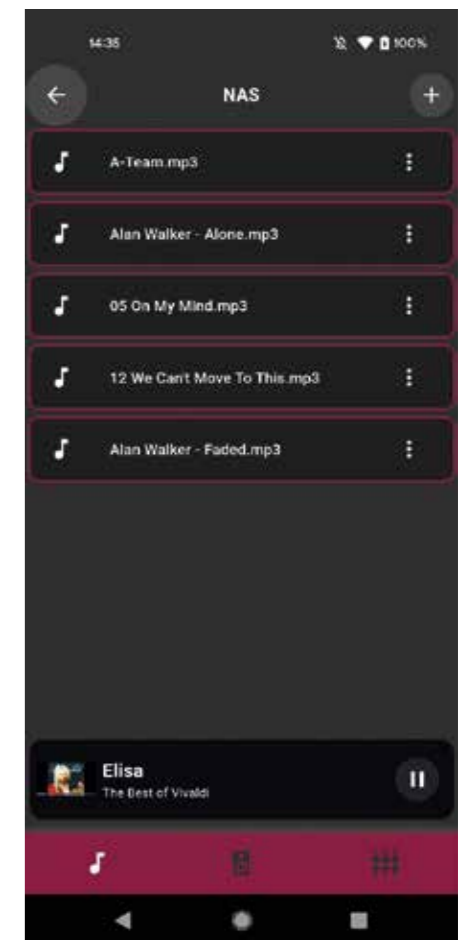 14:35
100%
NAS
A-Team.mp3
Alan Walker - Alone.mp3
05 On My Mind.mp3
12 We Can't Move To This.mp3
Alan Walker - Faded.mp3
Elisa
The Best of Vivaldi